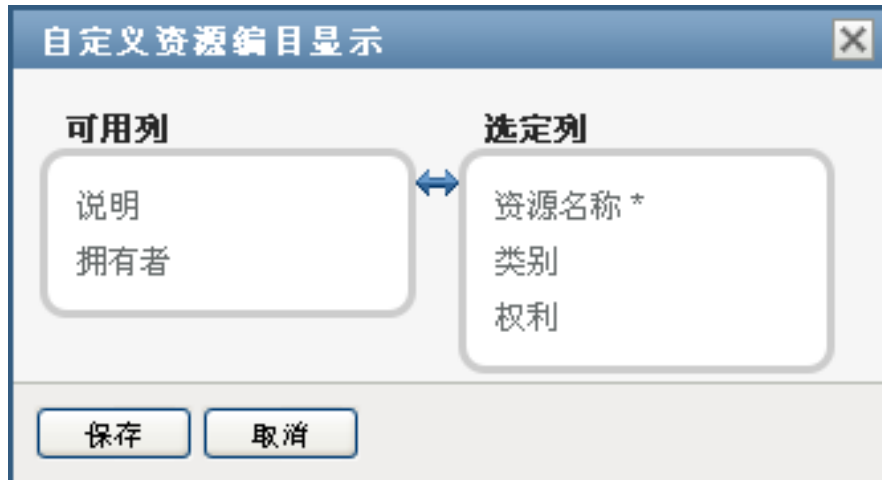 自定义资源编目显示
可用列
说明
拥有者
选定列
资源名称 *
类别
权利
保存
取消